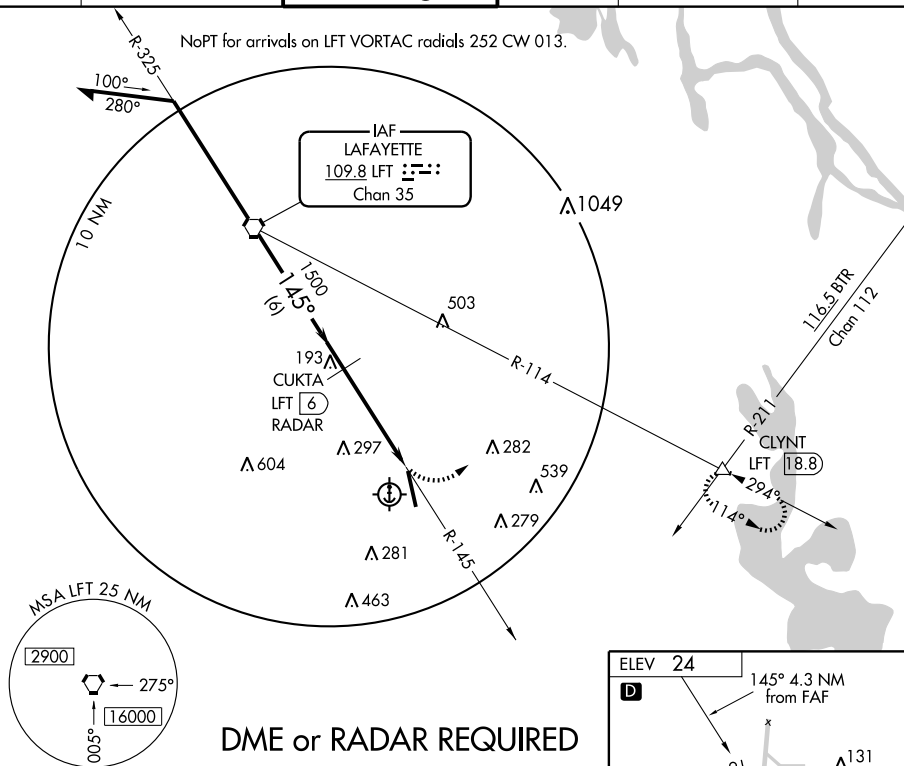 NoPT for arrivals on LFT VORTAC radials 252 CW 013.
R-325
100°
280°
IAF
LAFAYETTE
109.8 LFT
Chan 35
10 NM
1049
1500
145°
(6)
503
116.5 BTR
Chan 112
193
CUKTA
LFT 6
RADAR
R-114
R-211
CLYNT
LFT 18.8
297
282
604
539
294°
114°
279
R-145
281
463
MSA LFT 25 NM
2900
275°
16000
005°
DME or RADAR REQUIRED
ELEV 24
D
145° 4.3 NM
from FAF
x
131